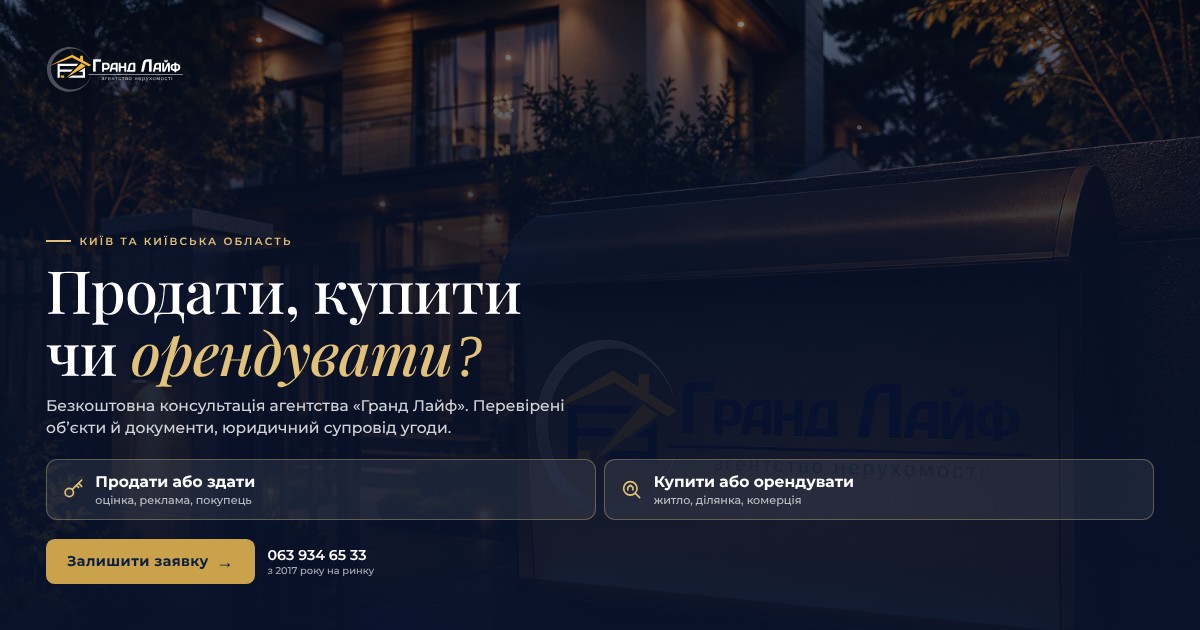 Гранд Лайф
агентство нерухомості
КИЇВ ТА КИЇВСЬКА ОБЛАСТЬ
Продати, купити
чи орендувати?
Безкоштовна консультація агентства «Гранд Лайф». Перевірені
об’єкти й документи, юридичний супровід угоди.
Гранд Лайф
агентство нерухомості
Продати або здати
оцінка, реклама, покупець
Купити або орендувати
житло, ділянка, комерція
Залишити заявку →
063 934 65 33
з 2017 року на ринку